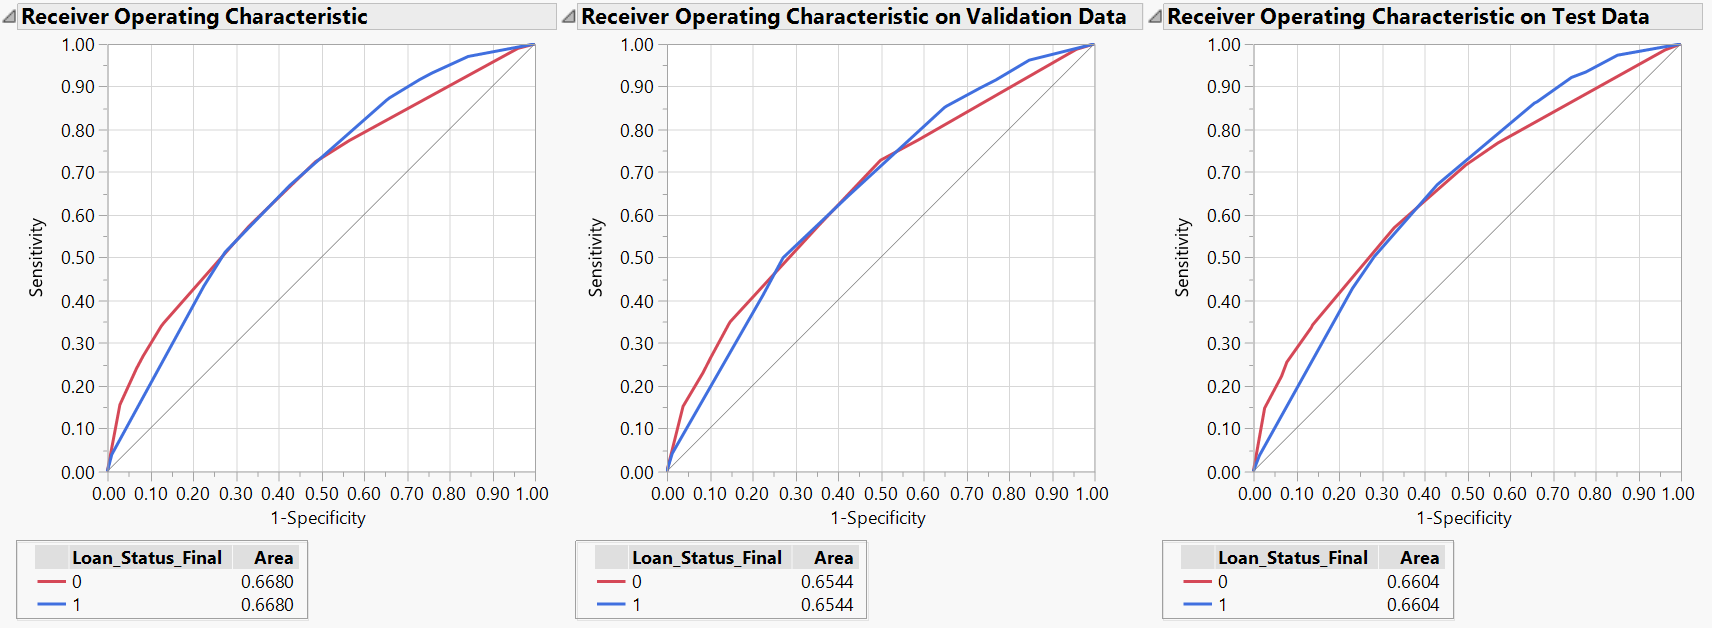 Receiver Operating Characteristic
1.00
0.90
0.80
0.70
0.60
0.50
0.40
0.30
0.20
0.10
0.00
Sensitivity
0.00 0.10 0.20 0.30 0.40 0.50 0.60 0.70 0.80 0.90 1.00
1-Specificity
Loan_Status_Final Area
0 0.6680
1 0.6680
Receiver Operating Characteristic on Validation Data
1.00
0.90
0.80
0.70
0.60
0.50
0.40
0.30
0.20
0.10
0.00
Sensitivity
0.00 0.10 0.20 0.30 0.40 0.50 0.60 0.70 0.80 0.90 1.00
1-Specificity
Loan_Status_Final Area
0 0.6544
1 0.6544
Receiver Operating Characteristic on Test Data
1.00
0.90
0.80
0.70
0.60
0.50
0.40
0.30
0.20
0.10
0.00
Sensitivity
0.00 0.10 0.20 0.30 0.40 0.50 0.60 0.70 0.80 0.90 1.00
1-Specificity
Loan_Status_Final Area
0 0.6604
1 0.6604